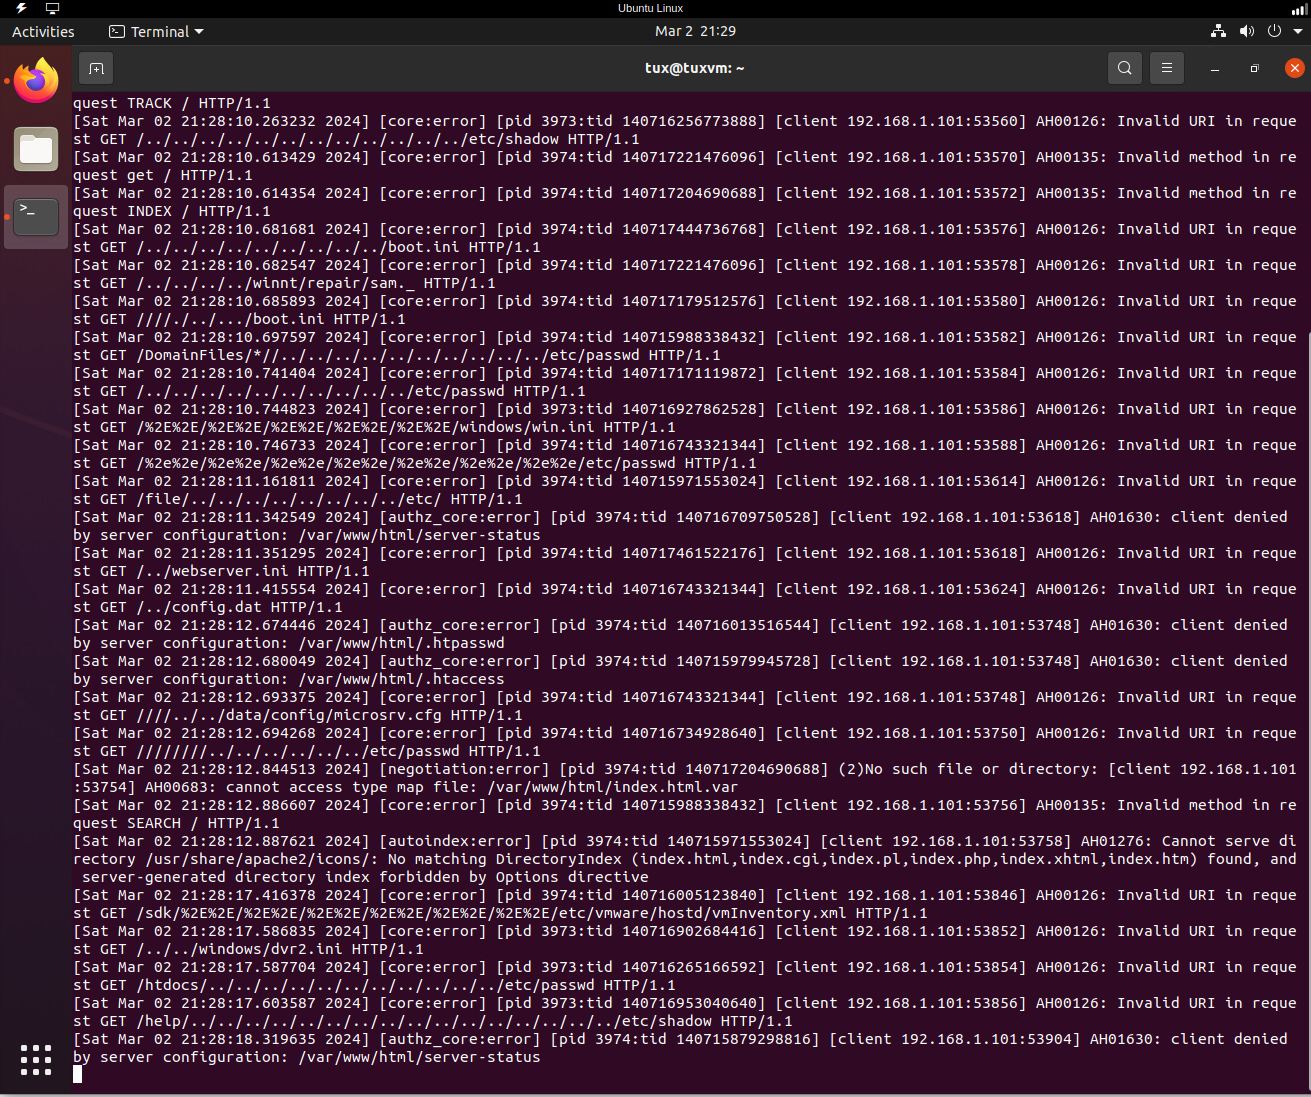 Ubuntu Linux
Activities
Terminal
Mar 2 21:29
tux@tuxvm: ~
quest TRACK / HTTP/1.1
[Sat Mar 02 21:28:10.263232 2024] [core:error] [pid 3973:tid 140716256773888] [client 192.168.1.101:53560] AH00126: Invalid URI in reque
st GET /../../../../../../../../../../../../etc/shadow HTTP/1.1
[Sat Mar 02 21:28:10.613429 2024] [core:error] [pid 3974:tid 140717221476096] [client 192.168.1.101:53570] AH00135: Invalid method in re
quest get / HTTP/1.1
[Sat Mar 02 21:28:10.614354 2024] [core:error] [pid 3974:tid 140717204690688] [client 192.168.1.101:53572] AH00135: Invalid method in re
quest INDEX / HTTP/1.1
[Sat Mar 02 21:28:10.681681 2024] [core:error] [pid 3974:tid 140717444736768] [client 192.168.1.101:53576] AH00126: Invalid URI in reque
st GET /../../../../../../../../../boot.ini HTTP/1.1
[Sat Mar 02 21:28:10.682547 2024] [core:error] [pid 3974:tid 140717221476096] [client 192.168.1.101:53578] AH00126: Invalid URI in reque
st GET /../../../../winnt/repair/sam._ HTTP/1.1
[Sat Mar 02 21:28:10.685893 2024] [core:error] [pid 3974:tid 140717179512576] [client 192.168.1.101:53580] AH00126: Invalid URI in reque
st GET ////./../.../boot.ini HTTP/1.1
[Sat Mar 02 21:28:10.697597 2024] [core:error] [pid 3974:tid 140715988338432] [client 192.168.1.101:53582] AH00126: Invalid URI in reque
st GET /DomainFiles/*//../../../../../../../../../../etc/passwd HTTP/1.1
[Sat Mar 02 21:28:10.741404 2024] [core:error] [pid 3974:tid 140717171119872] [client 192.168.1.101:53584] AH00126: Invalid URI in reque
st GET /../../../../../../../../../../etc/passwd HTTP/1.1
[Sat Mar 02 21:28:10.744823 2024] [core:error] [pid 3973:tid 140716927862528] [client 192.168.1.101:53586] AH00126: Invalid URI in reque
st GET /%2E%2E/%2E%2E/%2E%2E/%2E%2E/%2E%2E/windows/win.ini HTTP/1.1
[Sat Mar 02 21:28:10.746733 2024] [core:error] [pid 3974:tid 140716743321344] [client 192.168.1.101:53588] AH00126: Invalid URI in reque
st GET /%2e%2e/%2e%2e/%2e%2e/%2e%2e/%2e%2e/%2e%2e/%2e%2e/etc/passwd HTTP/1.1
[Sat Mar 02 21:28:11.161811 2024] [core:error] [pid 3974:tid 140715971553024] [client 192.168.1.101:53614] AH00126: Invalid URI in reque
st GET /file/../../../../../../../../etc/ HTTP/1.1
[Sat Mar 02 21:28:11.342549 2024] [authz_core:error] [pid 3974:tid 140716709750528] [client 192.168.1.101:53618] AH01630: client denied
by server configuration: /var/www/html/server-status
[Sat Mar 02 21:28:11.351295 2024] [core:error] [pid 3974:tid 140717461522176] [client 192.168.1.101:53618] AH00126: Invalid URI in reque
st GET /../webserver.ini HTTP/1.1
[Sat Mar 02 21:28:11.415554 2024] [core:error] [pid 3974:tid 140716743321344] [client 192.168.1.101:53624] AH00126: Invalid URI in reque
st GET /../config.dat HTTP/1.1
[Sat Mar 02 21:28:12.674446 2024] [authz_core:error] [pid 3974:tid 140716013516544] [client 192.168.1.101:53748] AH01630: client denied
by server configuration: /var/www/html/.htpasswd
[Sat Mar 02 21:28:12.680049 2024] [authz_core:error] [pid 3974:tid 140715979945728] [client 192.168.1.101:53748] AH01630: client denied
by server configuration: /var/www/html/.htaccess
[Sat Mar 02 21:28:12.693375 2024] [core:error] [pid 3974:tid 140716743321344] [client 192.168.1.101:53748] AH00126: Invalid URI in reque
st GET ////../../data/config/microsrv.cfg HTTP/1.1
[Sat Mar 02 21:28:12.694268 2024] [core:error] [pid 3974:tid 140716734928640] [client 192.168.1.101:53750] AH00126: Invalid URI in reque
st GET ////////../../../../../../etc/passwd HTTP/1.1
[Sat Mar 02 21:28:12.844513 2024] [negotiation:error] [pid 3974:tid 140717204690688] (2)No such file or directory: [client 192.168.1.101
:53754] AH00683: cannot access type map file: /var/www/html/index.html.var
[Sat Mar 02 21:28:12.886607 2024] [core:error] [pid 3974:tid 140715988338432] [client 192.168.1.101:53756] AH00135: Invalid method in re
quest SEARCH / HTTP/1.1
[Sat Mar 02 21:28:12.887621 2024] [autoindex:error] [pid 3974:tid 140715971553024] [client 192.168.1.101:53758] AH01276: Cannot serve di
rectory /usr/share/apache2/icons/: No matching DirectoryIndex (index.html,index.cgi,index.pl,index.php,index.xhtml,index.htm) found, and
server-generated directory index forbidden by Options directive
[Sat Mar 02 21:28:17.416378 2024] [core:error] [pid 3974:tid 140716005123840] [client 192.168.1.101:53846] AH00126: Invalid URI in reque
st GET /sdk/%2E%2E/%2E%2E/%2E%2E/%2E%2E/%2E%2E/%2E%2E/etc/vmware/hostd/vmInventory.xml HTTP/1.1
[Sat Mar 02 21:28:17.586835 2024] [core:error] [pid 3973:tid 140716902684416] [client 192.168.1.101:53852] AH00126: Invalid URI in reque
st GET /../../windows/dvr2.ini HTTP/1.1
[Sat Mar 02 21:28:17.587704 2024] [core:error] [pid 3973:tid 140716265166592] [client 192.168.1.101:53854] AH00126: Invalid URI in reque
st GET /htdocs/../../../../../../../../../../../etc/passwd HTTP/1.1
[Sat Mar 02 21:28:17.603587 2024] [core:error] [pid 3973:tid 140716953040640] [client 192.168.1.101:53856] AH00126: Invalid URI in reque
st GET /help/../../../../../../../../../../../../../../../../etc/shadow HTTP/1.1
[Sat Mar 02 21:28:18.319635 2024] [authz_core:error] [pid 3974:tid 140715879298816] [client 192.168.1.101:53904] AH01630: client denied
by server configuration: /var/www/html/server-status